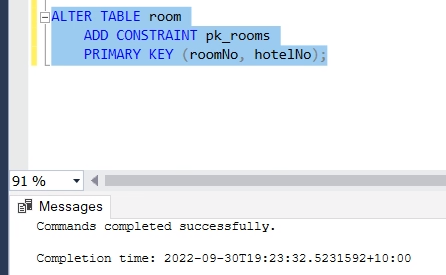 ALTER TABLE room
ADD CONSTRAINT pk_rooms
PRIMARY KEY (roomNo, hotelNo);
91 %
Messages
Commands completed successfully.
Completion time: 2022-09-30T19:23:32.5231592+10:00